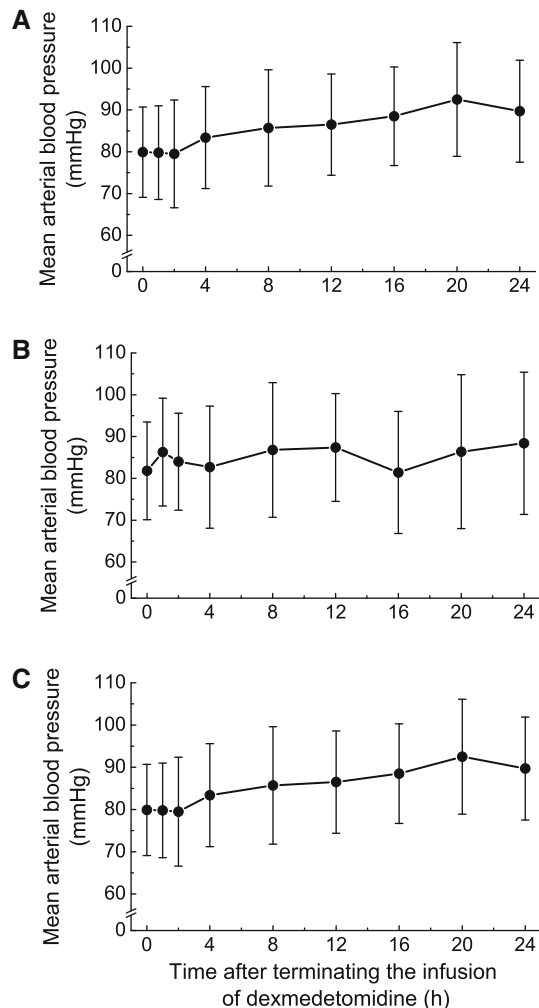 A
Mean arterial blood pressure
(mmHg)
110
100
90
80
70
60
0
0 4 8 12 16 20 24
B
Mean arterial blood pressure
(mmHg)
110
100
90
80
70
60
0
0 4 8 12 16 20 24
C
Mean arterial blood pressure
(mmHg)
110
100
90
80
70
60
0
0 4 8 12 16 20 24
Time after terminating the infusion
of dexmedetomidine (h)